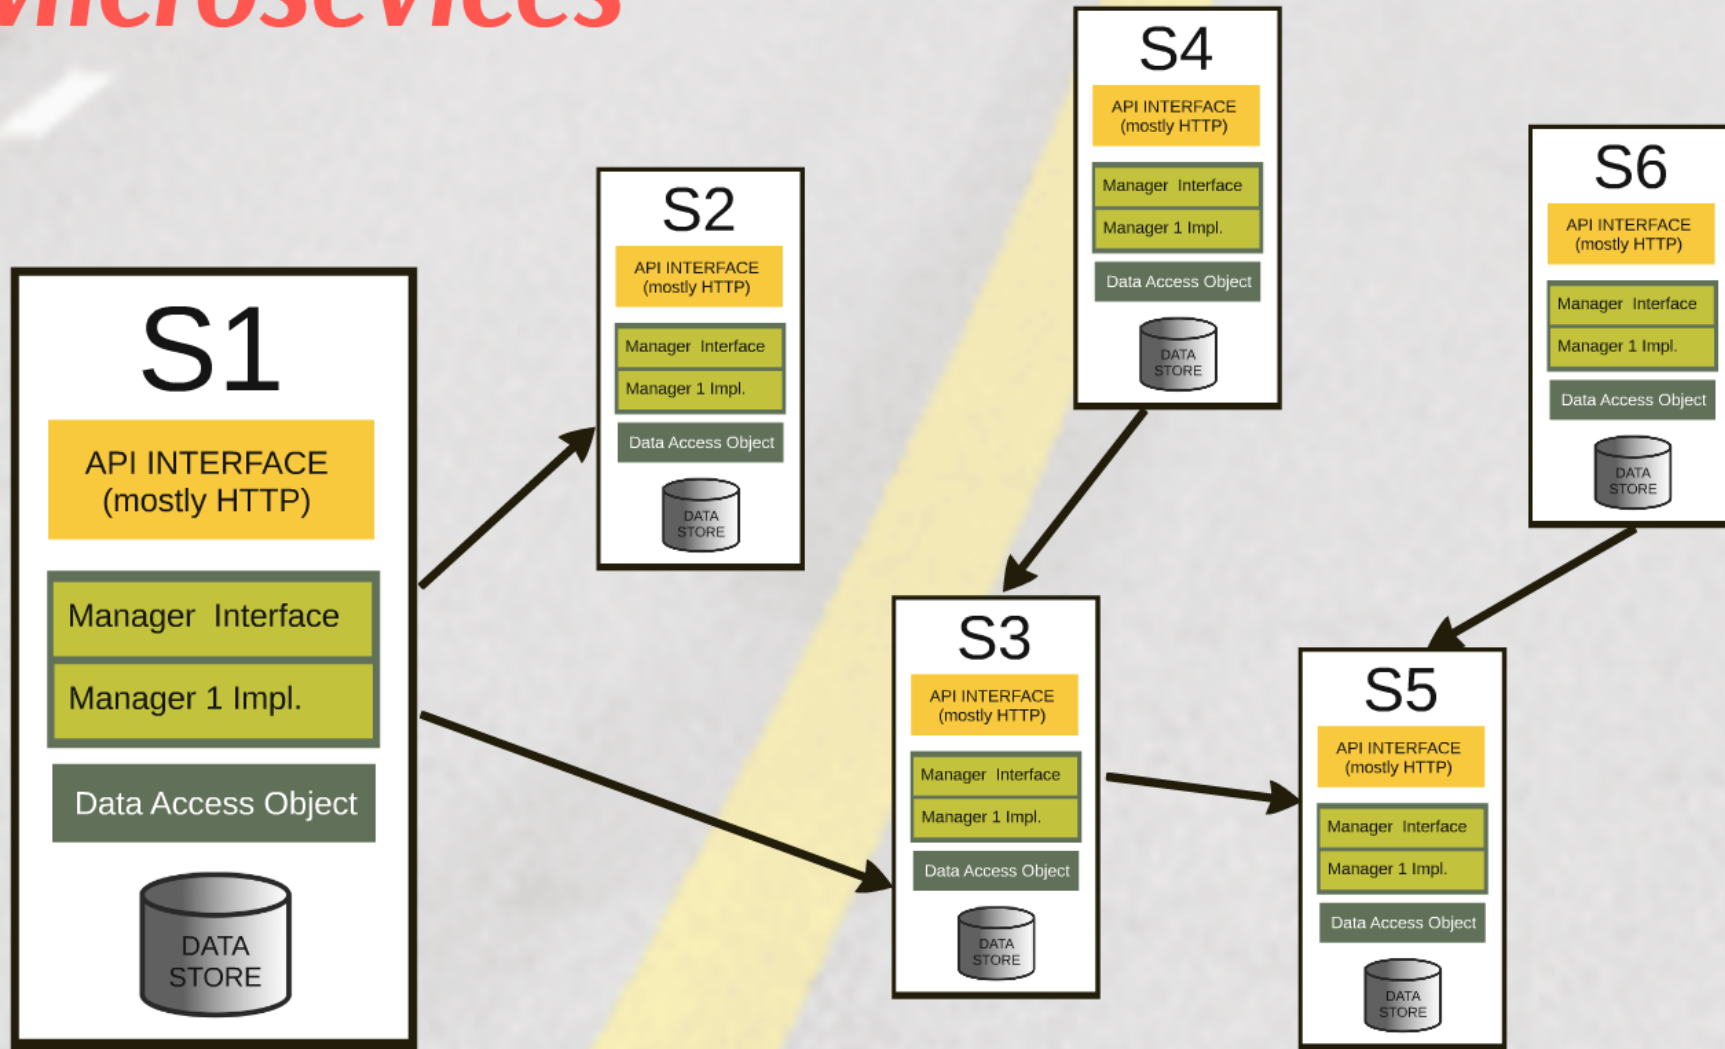 Microsevices
S1
API INTERFACE
(mostly HTTP)
Manager Interface
Manager 1 Impl.
Data Access Object
DATA
STORE
S2
API INTERFACE
(mostly HTTP)
Manager Interface
Manager 1 Impl.
Data Access Object
DATA
STORE
S4
API INTERFACE
(mostly HTTP)
Manager Interface
Manager 1 Impl.
Data Access Object
DATA
STORE
S3
API INTERFACE
(mostly HTTP)
Manager Interface
Manager 1 Impl.
Data Access Object
DATA
STORE
S6
API INTERFACE
(mostly HTTP)
Manager Interface
Manager 1 Impl.
Data Access Object
DATA
STORE
S5
API INTERFACE
(mostly HTTP)
Manager Interface
Manager 1 Impl.
Data Access Object
DATA
STORE